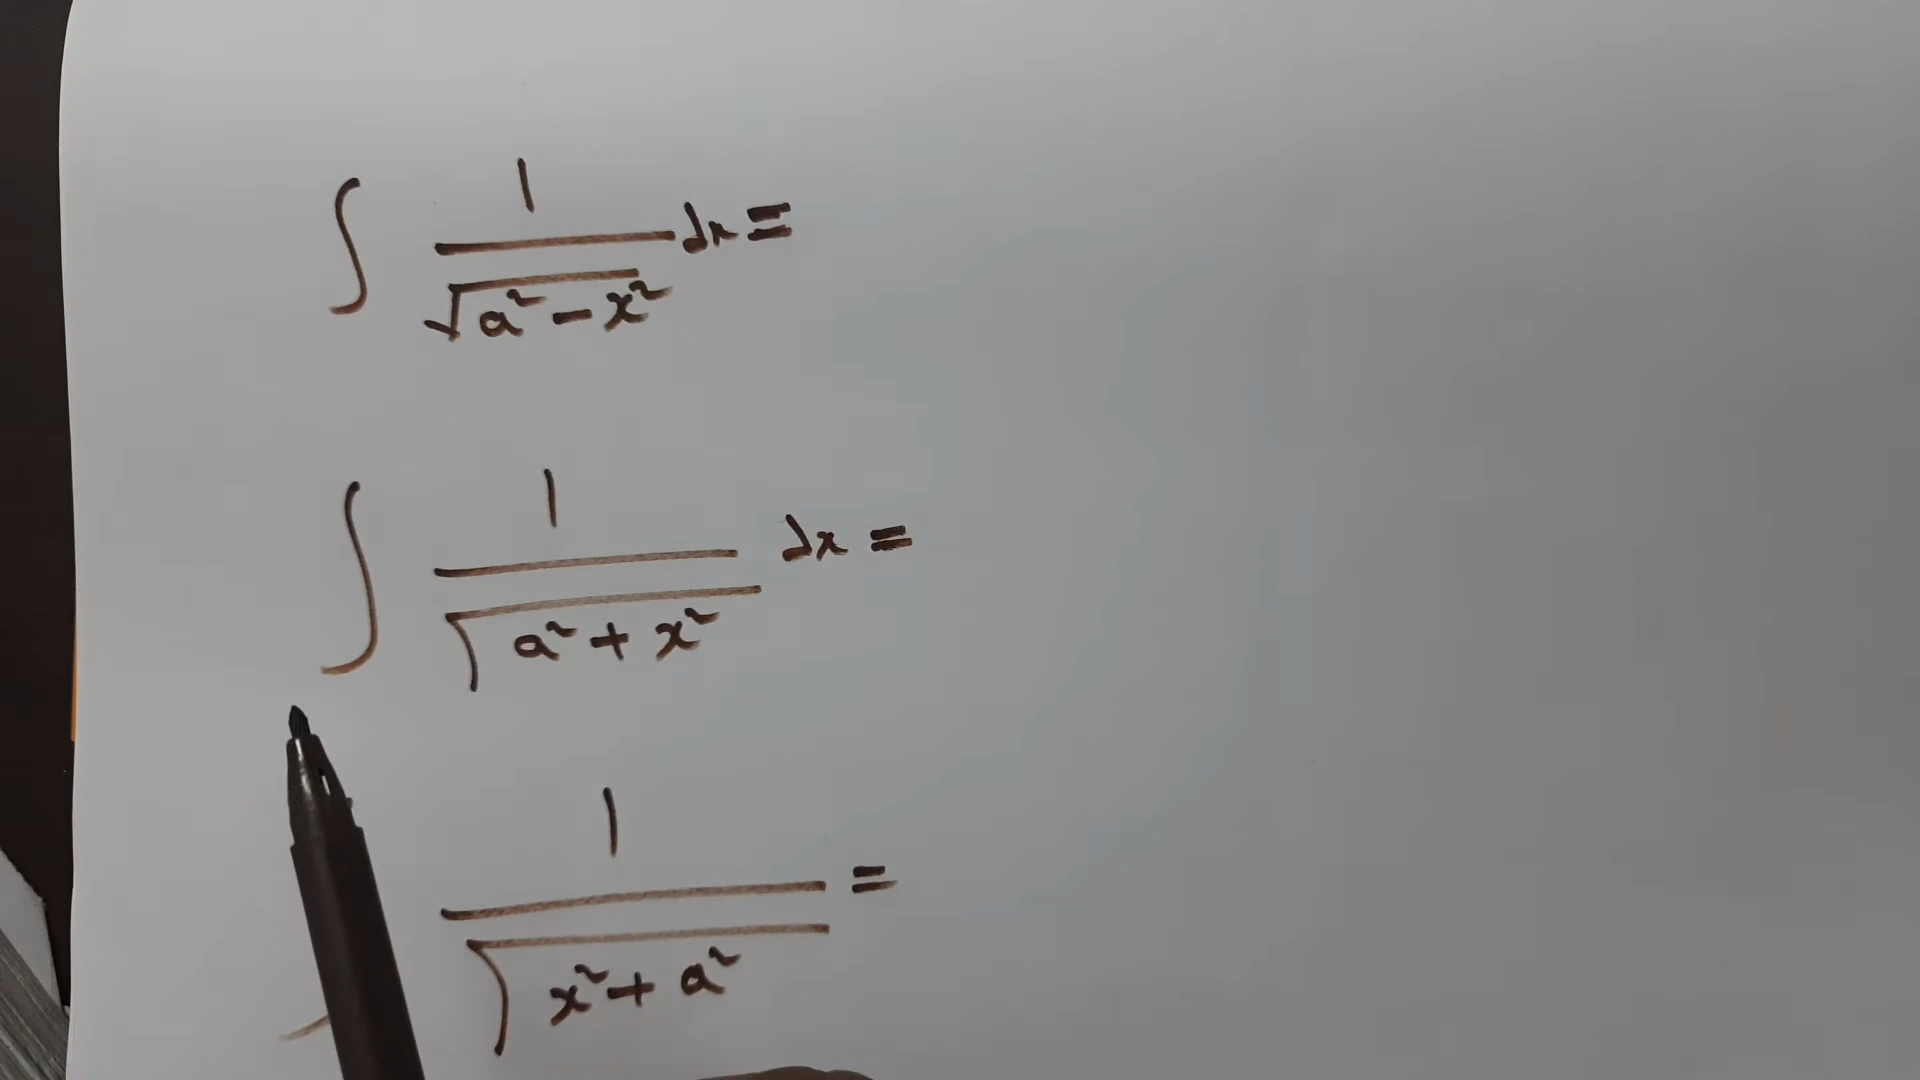 ∫ 1/√(a² − x²) dx =
∫ 1/√(a² + x²) dx =
∫ 1/√(x² + a²) =